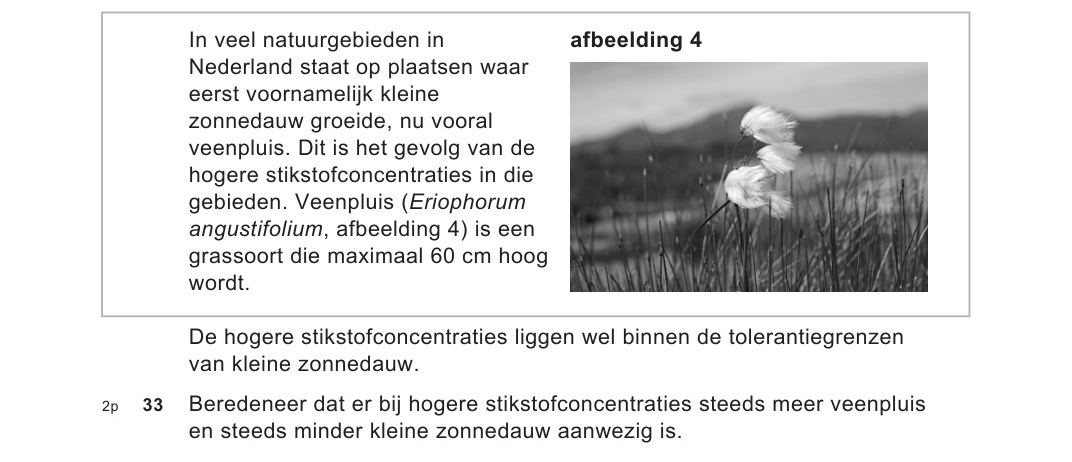 In veel natuurgebieden in
Nederland staat op plaatsen waar
eerst voornamelijk kleine
zonnedauw groeide, nu vooral
veenpluis. Dit is het gevolg van de
hogere stikstofconcentraties in die
gebieden. Veenpluis (Eriophorum
angustifolium, afbeelding 4) is een
grassoort die maximaal 60 cm hoog
wordt.
afbeelding 4
De hogere stikstofconcentraties liggen wel binnen de tolerantiegrenzen
van kleine zonnedauw.
2p 33 Beredeneer dat er bij hogere stikstofconcentraties steeds meer veenpluis
en steeds minder kleine zonnedauw aanwezig is.